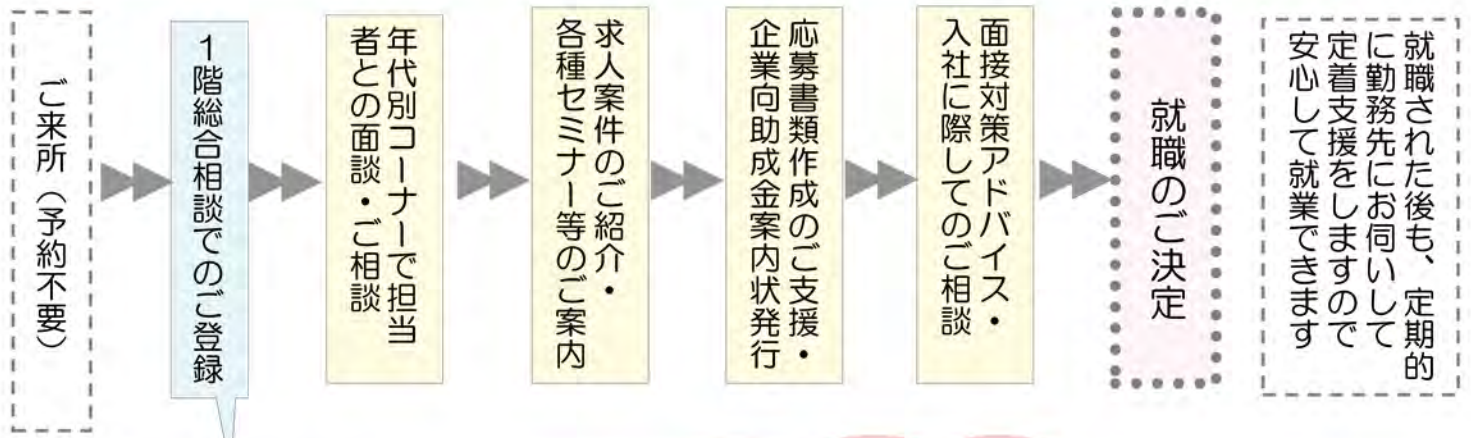 ご来所（予約不要）
1階総合相談でのご登録
年代別コーナーで担当
者との面談・ご相談
求人案件のご紹介・
各種セミナー等のご案内
応募書類作成のご支援・
企業向助成金案内状発行
面接対策アドバイス・
入社に際してのご相談
就職のご決定
就職された後も、定期的
に勤務先にお伺いして
定着支援をしますので
安心して就業できます